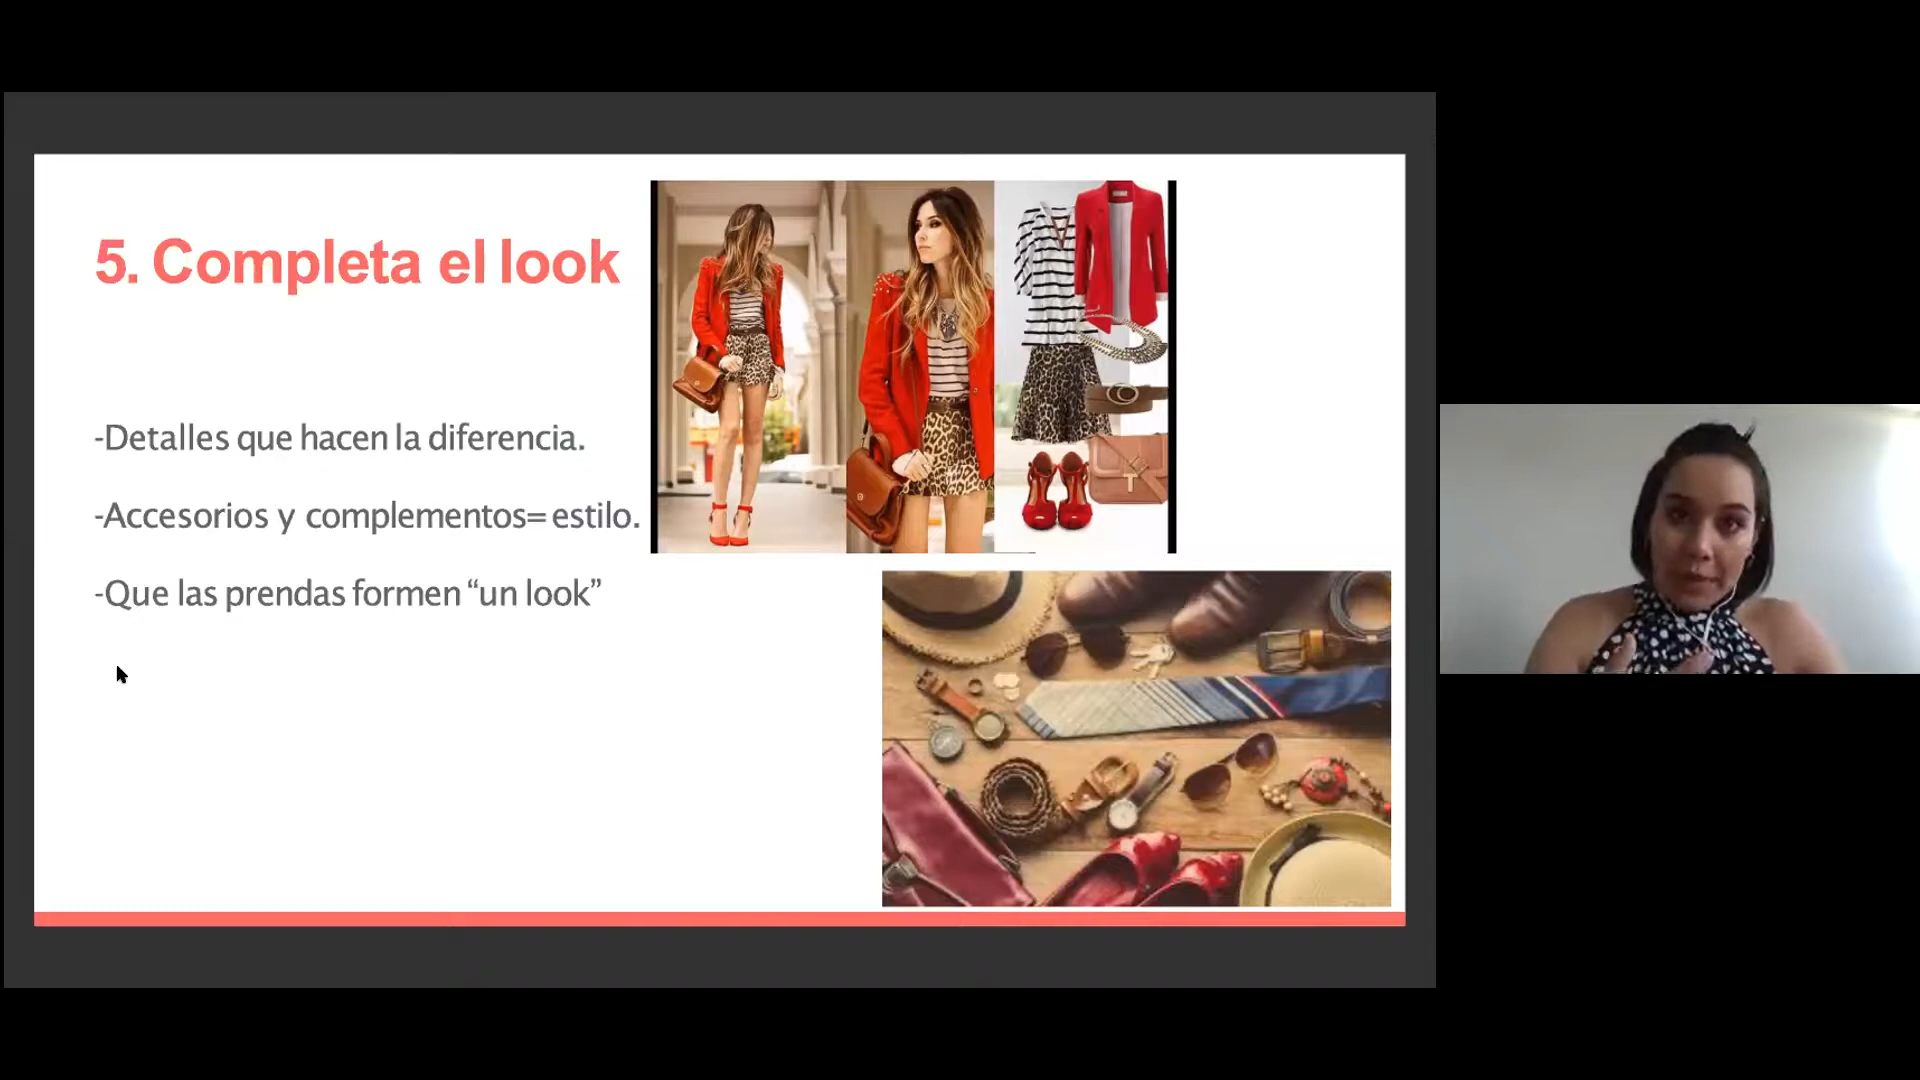 5. Completa el look
-Detalles que hacen la diferencia.
-Accesorios y complementos= estilo.
-Que las prendas formen “un look”